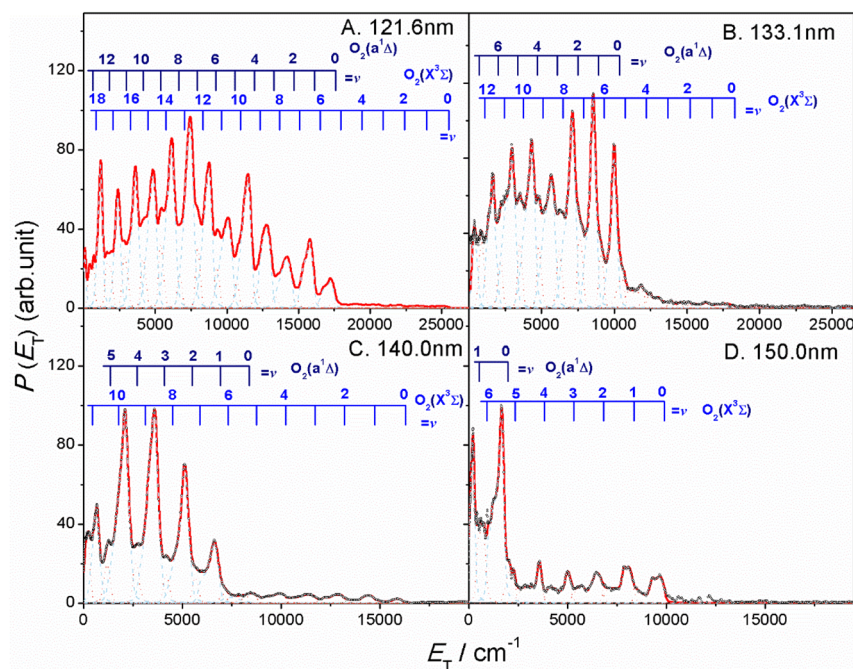 A. 121.6nm
12 10 8 6 4 2 0 O₂(a¹Δ)
=v
O₂(X³Σ)
18 16 14 12 10 8 6 4 2 0
=v
B. 133.1nm
6 4 2 0 O₂(a¹Δ)
=v
12 10 8 6 4 2 0
=v O₂(X³Σ)
120
80
40
0
5000 10000 15000 20000 25000
5000 10000 15000 20000 25000
C. 140.0nm
5 4 3 2 1 0
=v O₂(a¹Δ)
O₂(X³Σ)
10 8 6 4 2 0
=v
D. 150.0nm
1 0
=v O₂(a¹Δ)
6 5 4 3 2 1 0
=v O₂(X³Σ)
120
80
40
0
0 5000 10000 15000
0 5000 10000 15000
P(E_T) (arb.unit)
E_T / cm⁻¹